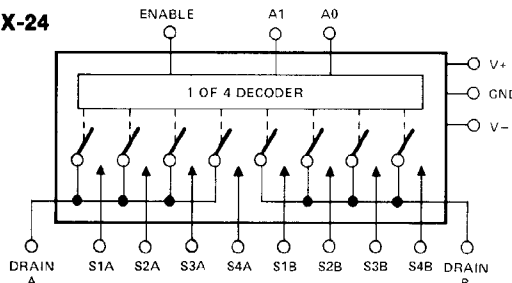 X-24
ENABLE A1 A0
V+
1 OF 4 DECODER
GND
V−
DRAIN A S1A S2A S3A S4A S1B S2B S3B S4B DRAIN